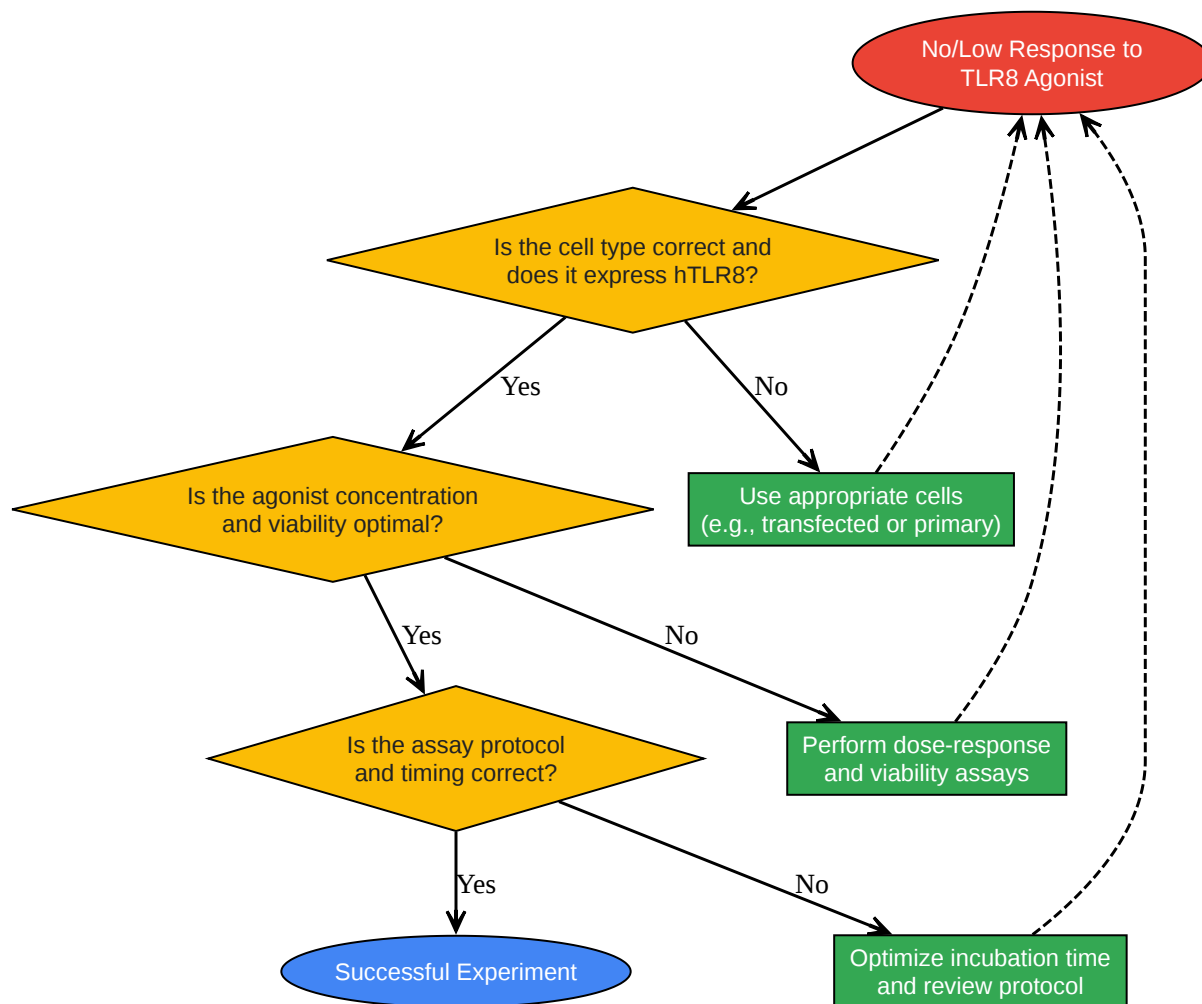 No/Low Response to
TLR8 Agonist
Is the cell type correct and
does it express hTLR8?
Yes
No
Is the agonist concentration
and viability optimal?
Use appropriate cells
(e.g., transfected or primary)
Yes
No
Is the assay protocol
and timing correct?
Perform dose-response
and viability assays
Yes
No
Successful Experiment
Optimize incubation time
and review protocol